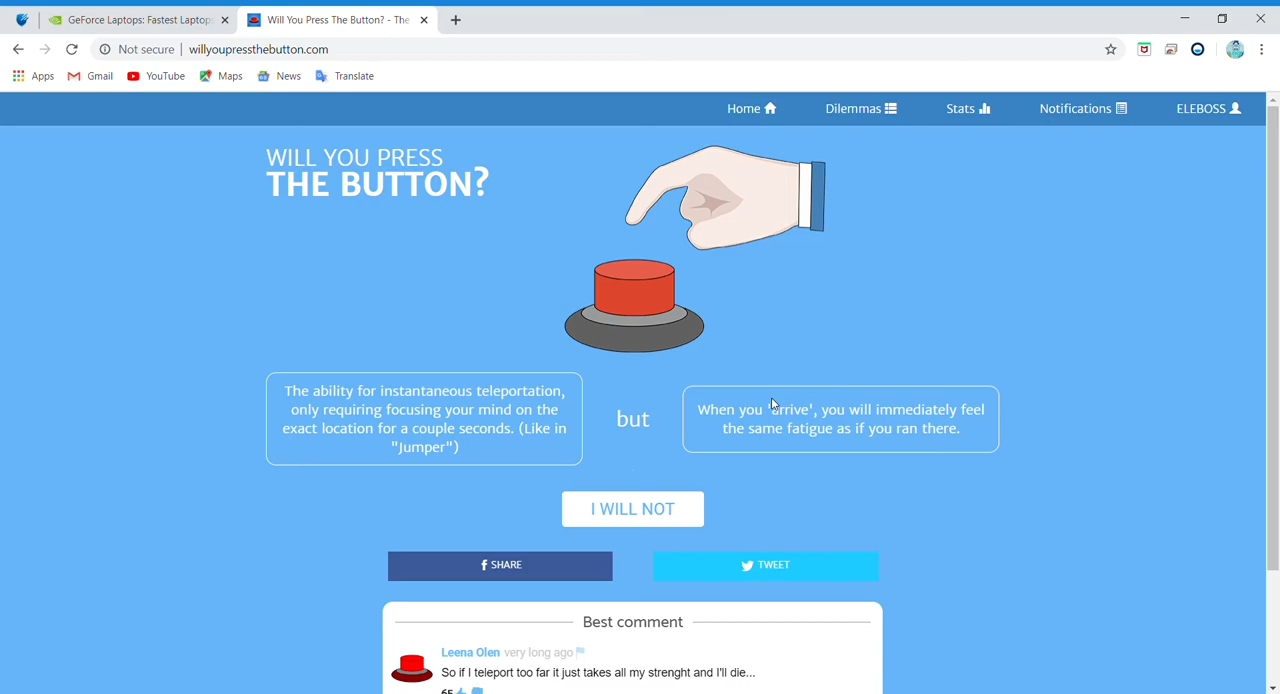 GeForce Laptops: Fastest Laptops
Will You Press The Button? - The
Not secure | willyoupressthebutton.com
Apps Gmail YouTube Maps News Translate
Home Dilemmas Stats Notifications ELEBOSS
WILL YOU PRESS
THE BUTTON?
The ability for instantaneous teleportation,
only requiring focusing your mind on the
exact location for a couple seconds. (Like in
"Jumper")
but
When you 'arrive', you will immediately feel
the same fatigue as if you ran there.
I WILL NOT
f SHARE
TWEET
Best comment
Leena Olen very long ago
So if I teleport too far it just takes all my strenght and I'll die...
65